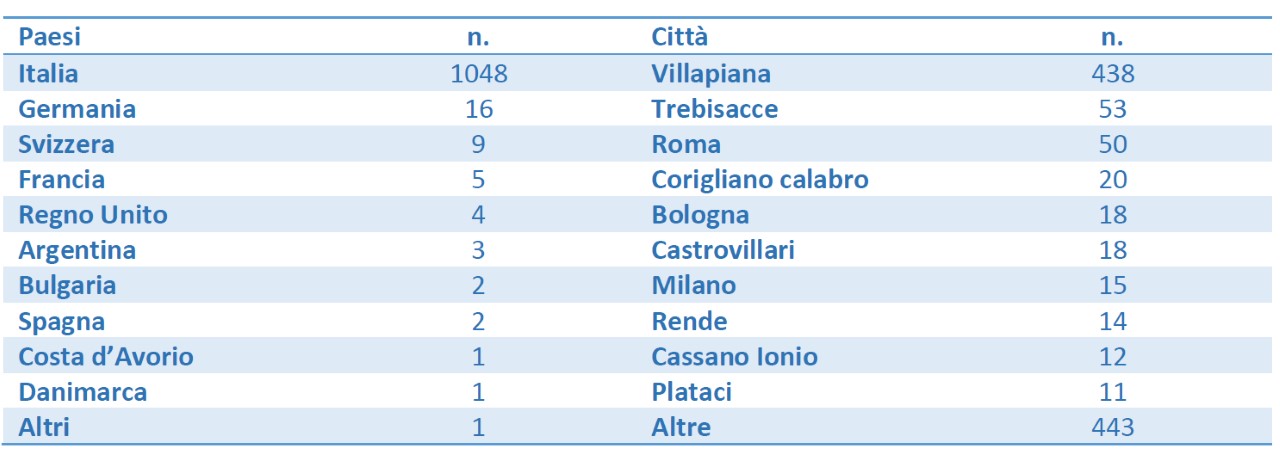 Paesi n. Città n.
Italia 1048 Villapiana 438
Germania 16 Trebisacce 53
Svizzera 9 Roma 50
Francia 5 Corigliano calabro 20
Regno Unito 4 Bologna 18
Argentina 3 Castrovillari 18
Bulgaria 2 Milano 15
Spagna 2 Rende 14
Costa d’Avorio 1 Cassano Ionio 12
Danimarca 1 Plataci 11
Altri 1 Altre 443